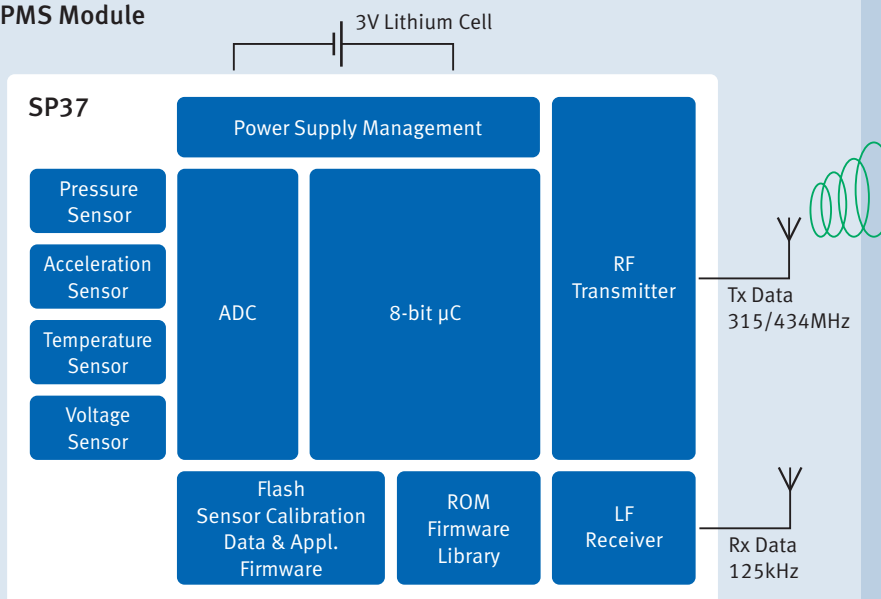 PMS Module
3V Lithium Cell
SP37
Power Supply Management
Pressure
Sensor
Acceleration
Sensor
Temperature
Sensor
Voltage
Sensor
ADC
8-bit µC
RF
Transmitter
Tx Data
315/434MHz
Flash
Sensor Calibration
Data & Appl.
Firmware
ROM
Firmware
Library
LF
Receiver
Rx Data
125kHz